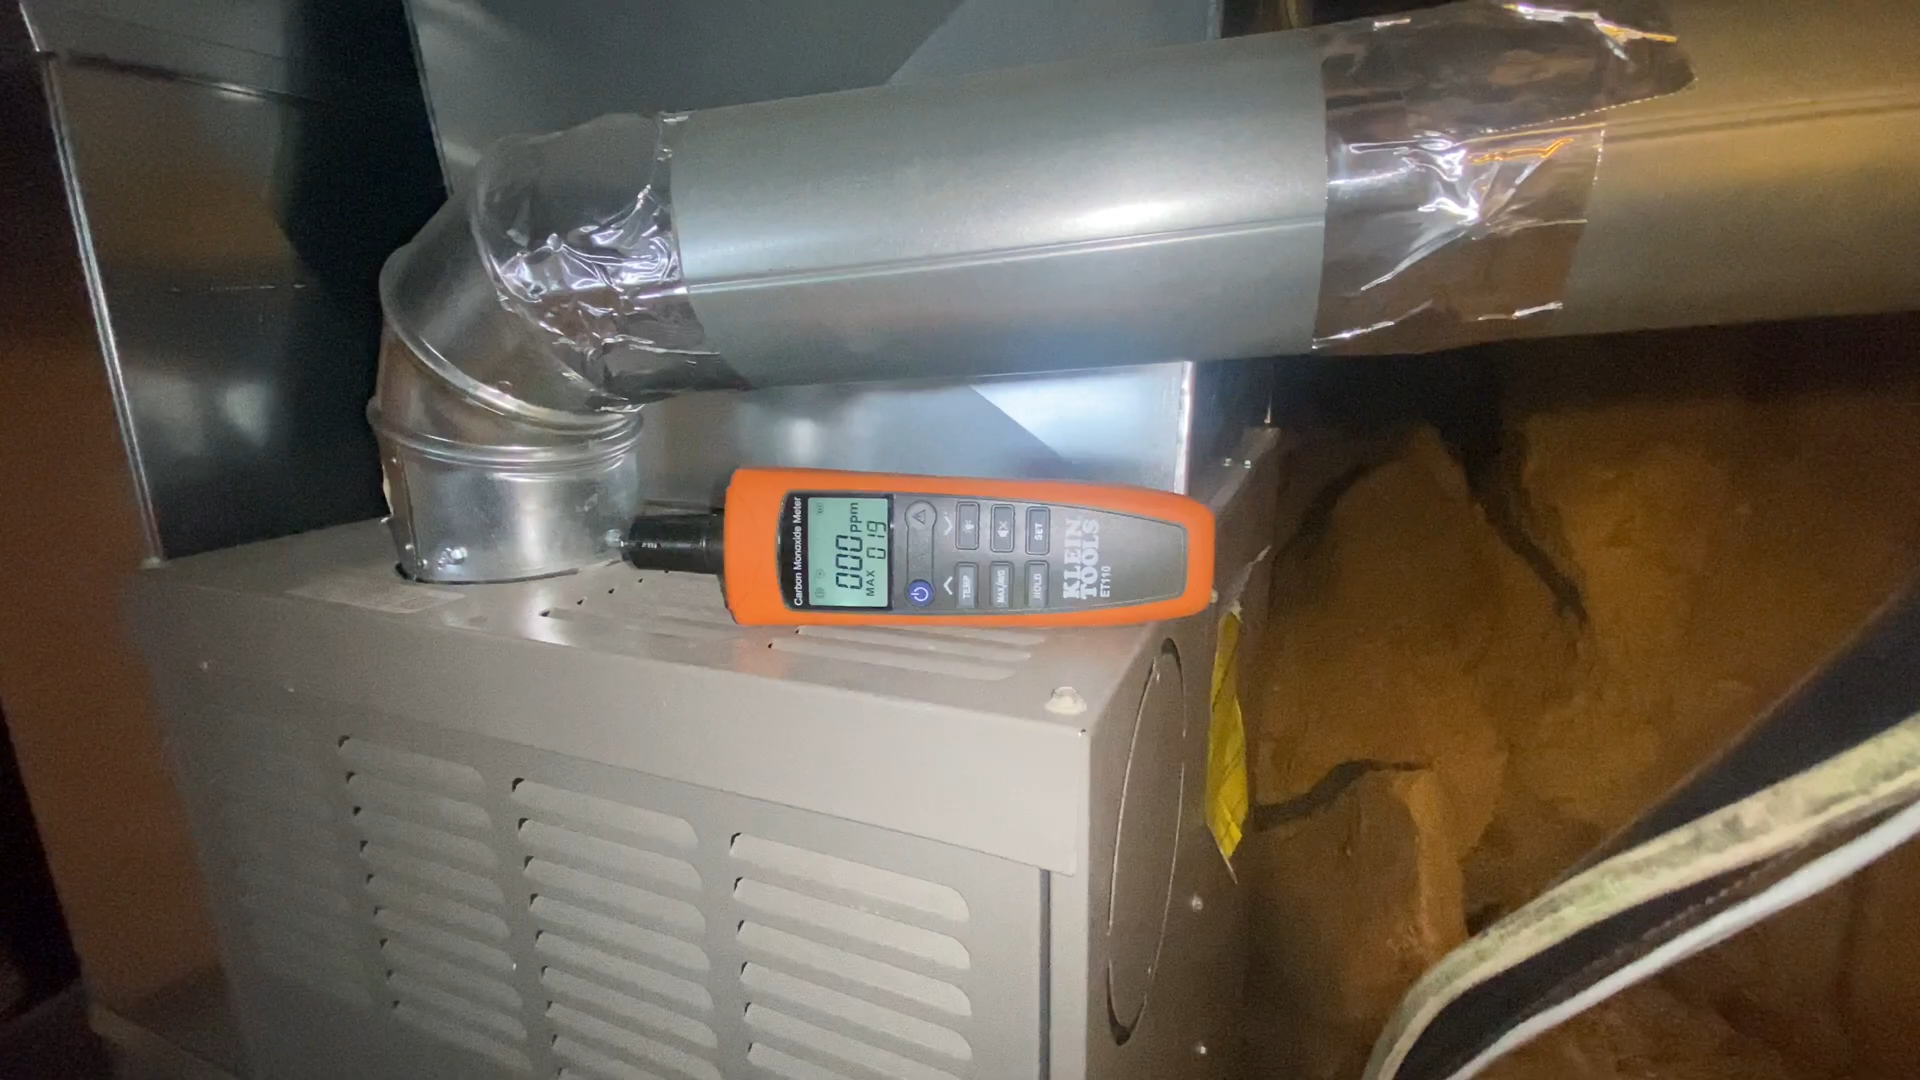 Carbon Monoxide Meter
000 ppm
MAX 019
TEMP
MAX/AVG
SET
HOLD
KLEIN
TOOLS
ET110